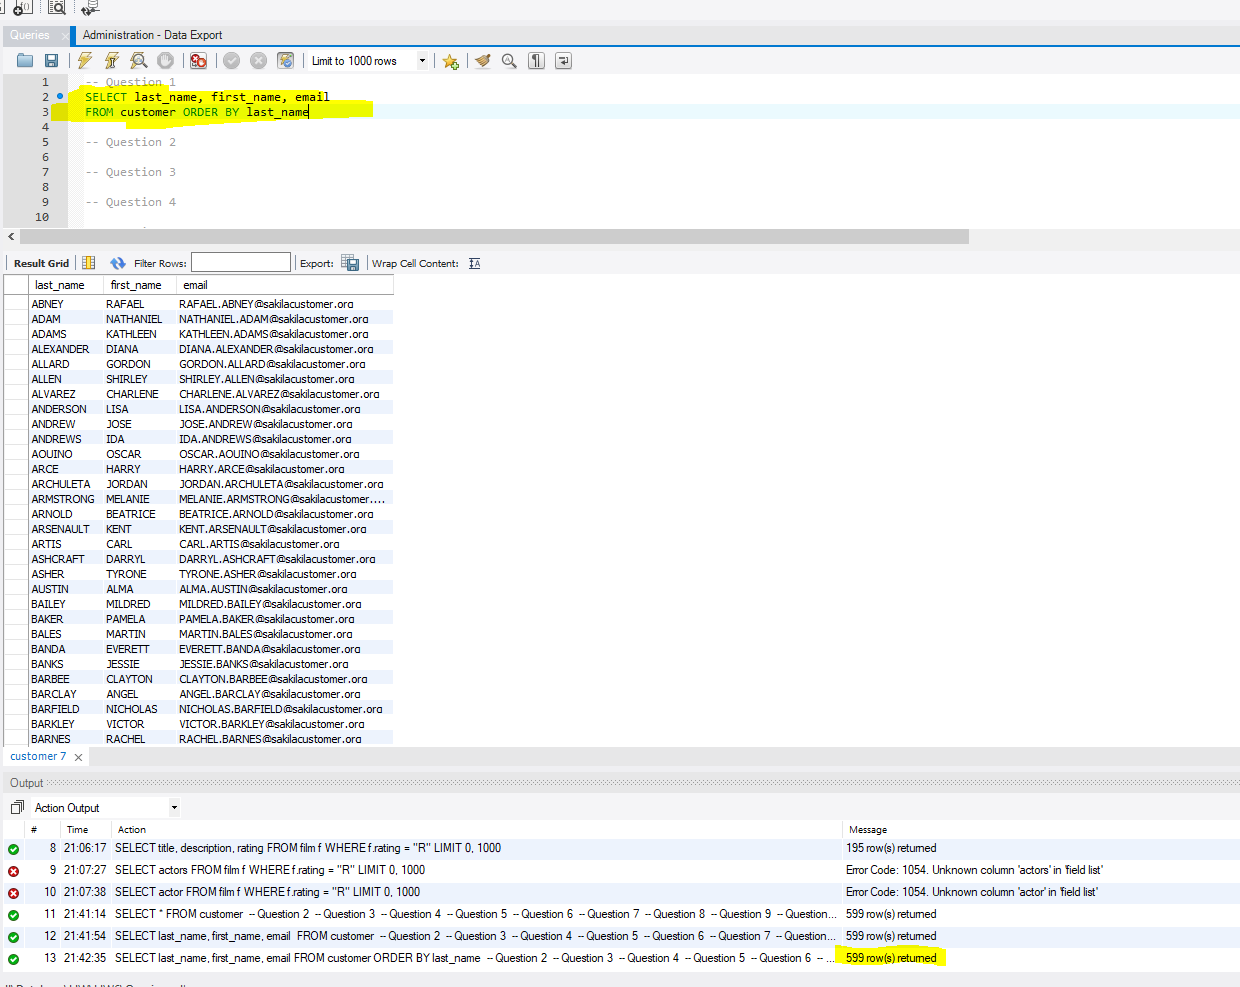 Queries
Administration - Data Export
Limit to 1000 rows
1 -- Question 1
2 SELECT last_name, first_name, email
3 FROM customer ORDER BY last_name
4
5 -- Question 2
6
7 -- Question 3
8
9 -- Question 4
10
Result Grid Filter Rows: Export: Wrap Cell Content:
last_name first_name email
ABNEY RAFAEL RAFAEL.ABNEY@sakilacustomer.org
ADAM NATHANIEL NATHANIEL.ADAM@sakilacustomer.org
ADAMS KATHLEEN KATHLEEN.ADAMS@sakilacustomer.org
ALEXANDER DIANA DIANA.ALEXANDER@sakilacustomer.org
ALLARD GORDON GORDON.ALLARD@sakilacustomer.org
ALLEN SHIRLEY SHIRLEY.ALLEN@sakilacustomer.org
ALVAREZ CHARLENE CHARLENE.ALVAREZ@sakilacustomer.org
ANDERSON LISA LISA.ANDERSON@sakilacustomer.org
ANDREW JOSE JOSE.ANDREW@sakilacustomer.org
ANDREWS IDA IDA.ANDREWS@sakilacustomer.org
AQUINO OSCAR OSCAR.AQUINO@sakilacustomer.org
ARCE HARRY HARRY.ARCE@sakilacustomer.org
ARCHULETA JORDAN JORDAN.ARCHULETA@sakilacustomer.org
ARMSTRONG MELANIE MELANIE.ARMSTRONG@sakilacustomer....
ARNOLD BEATRICE BEATRICE.ARNOLD@sakilacustomer.org
ARSENAULT KENT KENT.ARSENAULT@sakilacustomer.org
ARTIS CARL CARL.ARTIS@sakilacustomer.org
ASHCRAFT DARRYL DARRYL.ASHCRAFT@sakilacustomer.org
ASHER TYRONE TYRONE.ASHER@sakilacustomer.org
AUSTIN ALMA ALMA.AUSTIN@sakilacustomer.org
BAILEY MILDRED MILDRED.BAILEY@sakilacustomer.org
BAKER PAMELA PAMELA.BAKER@sakilacustomer.org
BALES MARTIN MARTIN.BALES@sakilacustomer.org
BANDA EVERETT EVERETT.BANDA@sakilacustomer.org
BANKS JESSIE JESSIE.BANKS@sakilacustomer.org
BARBEE CLAYTON CLAYTON.BARBEE@sakilacustomer.org
BARCLAY ANGEL ANGEL.BARCLAY@sakilacustomer.org
BARFIELD NICHOLAS NICHOLAS.BARFIELD@sakilacustomer.org
BARKLEY VICTOR VICTOR.BARKLEY@sakilacustomer.org
BARNES RACHEL RACHEL.BARNES@sakilacustomer.org
customer 7
Output
Action Output
# Time Action Message
8 21:06:17 SELECT title, description, rating FROM film f WHERE f.rating = "R" LIMIT 0, 1000 195 row(s) returned
9 21:07:27 SELECT actors FROM film f WHERE f.rating = "R" LIMIT 0, 1000 Error Code: 1054. Unknown column 'actors' in 'field list'
10 21:07:38 SELECT actor FROM film f WHERE f.rating = "R" LIMIT 0, 1000 Error Code: 1054. Unknown column 'actor' in 'field list'
11 21:41:14 SELECT * FROM customer -- Question 2 -- Question 3 -- Question 4 -- Question 5 -- Question 6 -- Question 7 -- Question 8 -- Question 9 -- Question... 599 row(s) returned
12 21:41:54 SELECT last_name, first_name, email FROM customer -- Question 2 -- Question 3 -- Question 4 -- Question 5 -- Question 6 -- Question 7 -- Question... 599 row(s) returned
13 21:42:35 SELECT last_name, first_name, email FROM customer ORDER BY last_name -- Question 2 -- Question 3 -- Question 4 -- Question 5 -- Question 6 -- ... 599 row(s) returned